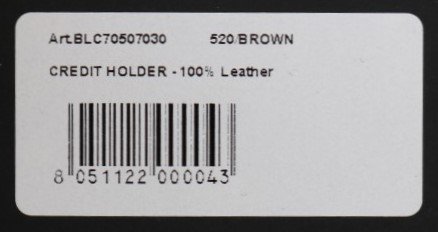 Art.BLC70507030 520/BROWN
CREDIT HOLDER - 100% Leather
8 051122 000043